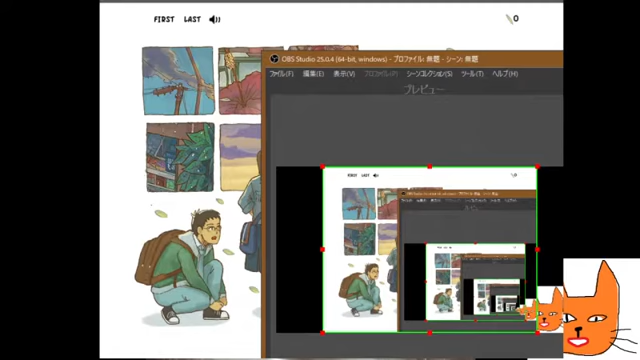 FIRST LAST 0
OBS Studio 25.0.4 (64-bit, windows) - プロファイル: 無題 - シーン: 無題
ファイル(F) 編集(E) 表示(V) プロファイル(P) シーンコレクション(S) ツール(T) ヘルプ(H)
プレビュー
FIRST LAST